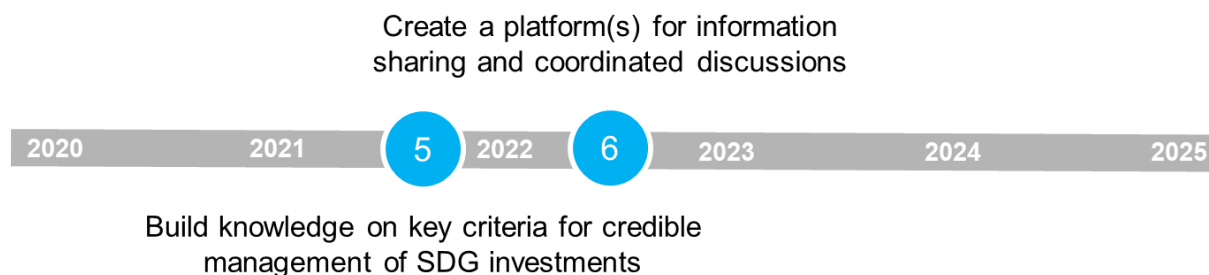 Create a platform(s) for information
sharing and coordinated discussions
2020 2021 5 2022 6 2023 2024 2025
Build knowledge on key criteria for credible
management of SDG investments